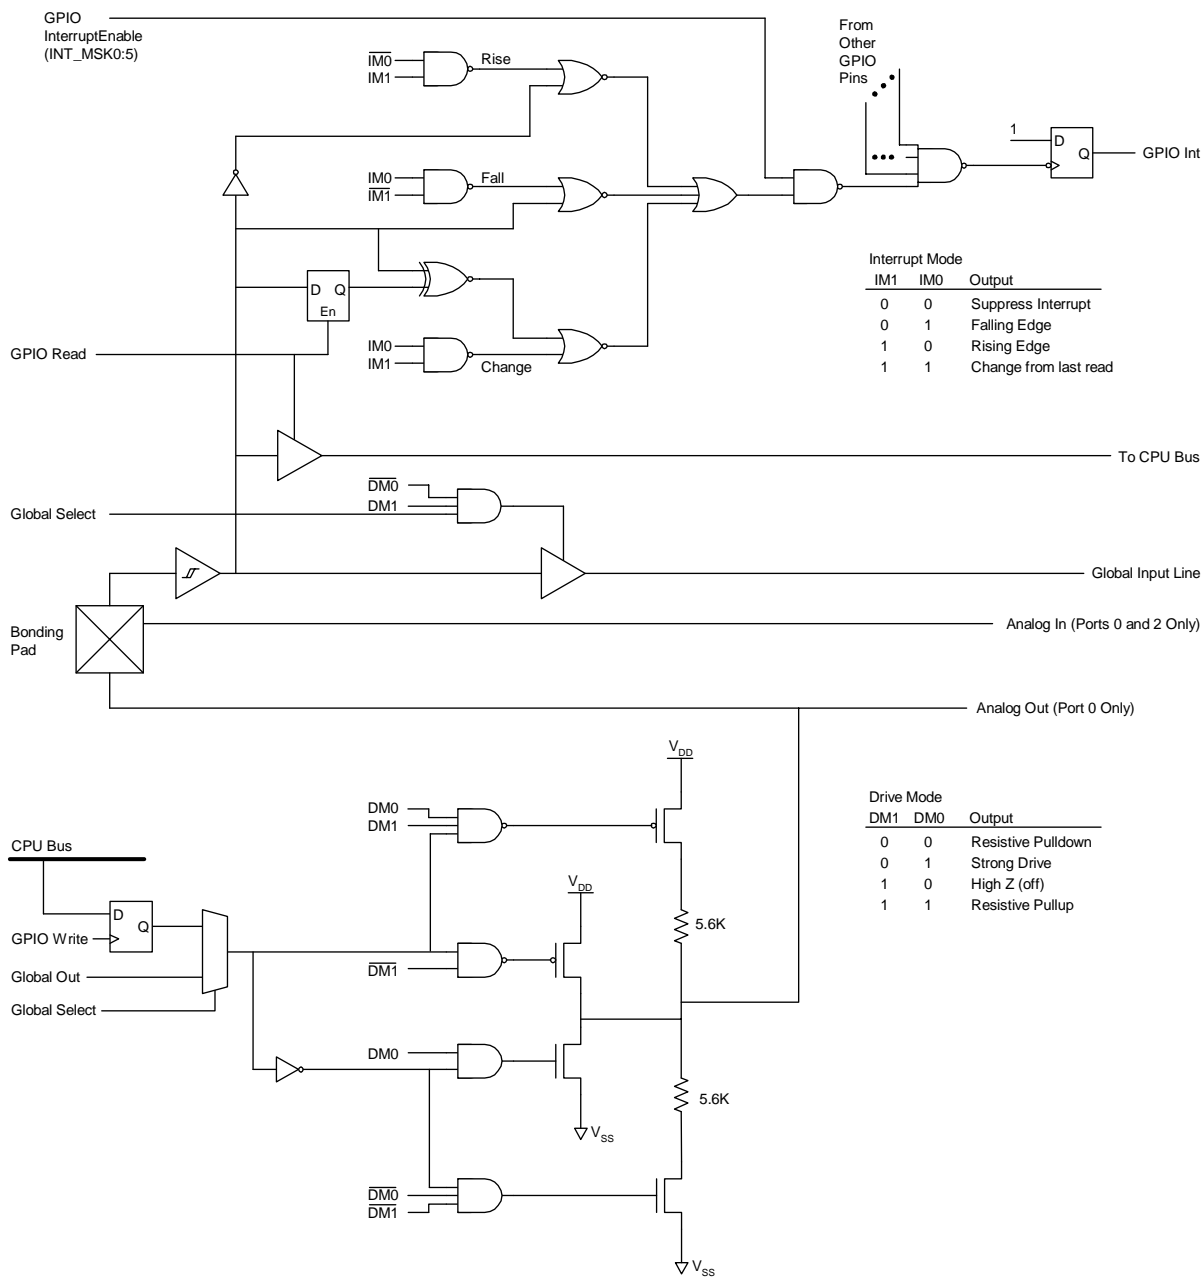 GPIO
InterruptEnable
(INT_MSK0:5)
From
Other
GPIO
Pins
IM0
IM1
Rise
1
D
Q
GPIO Int
IM0
IM1
Fall
Interrupt Mode
IM1 IM0 Output
0 0 Suppress Interrupt
0 1 Falling Edge
1 0 Rising Edge
1 1 Change from last read
D Q
En
GPIO Read
IM0
IM1
Change
To CPU Bus
DM0
DM1
Global Select
Global Input Line
Bonding
Pad
Analog In (Ports 0 and 2 Only)
Analog Out (Port 0 Only)
VDD
DM0
DM1
Drive Mode
DM1 DM0 Output
0 0 Resistive Pulldown
0 1 Strong Drive
1 0 High Z (off)
1 1 Resistive Pullup
CPU Bus
VDD
D
Q
GPIO Write
5.6K
DM1
Global Out
Global Select
DM0
5.6K
VSS
DM0
DM1
VSS